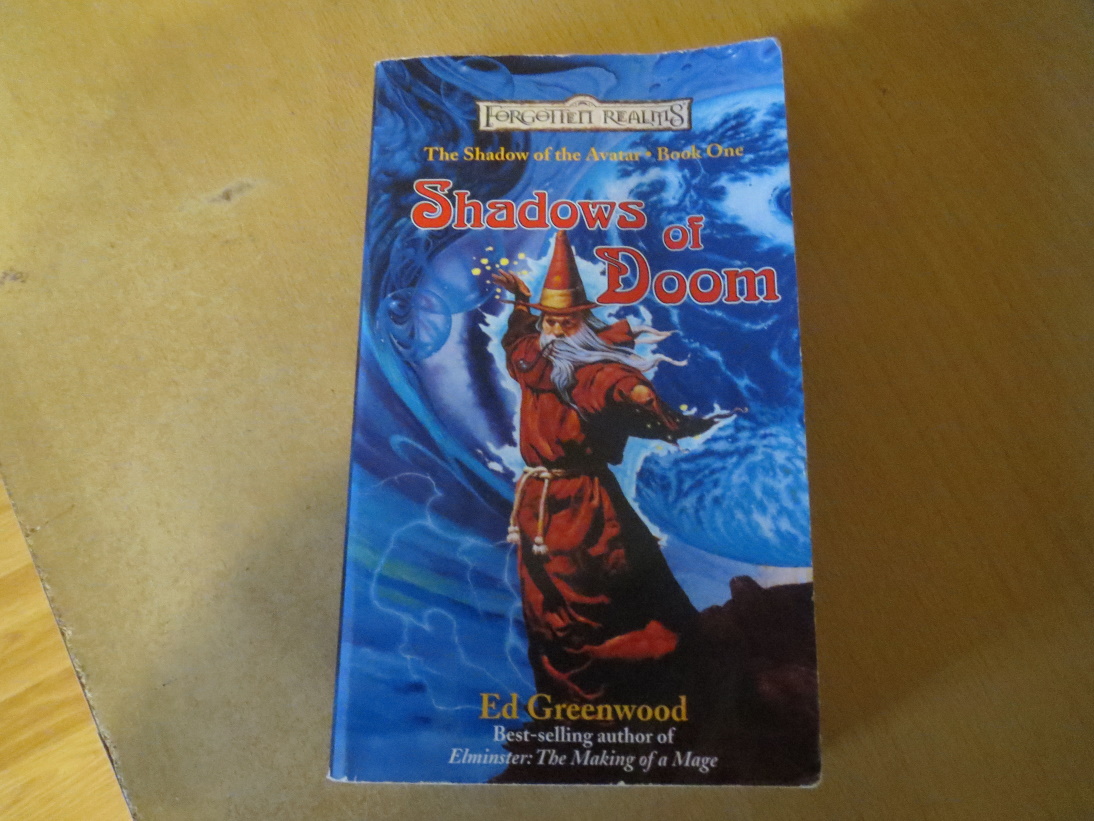 FORGOTTEN REALMS
The Shadow of the Avatar • Book One
Shadows
of
Doom
Ed Greenwood
Best-selling author of
Elminster: The Making of a Mage